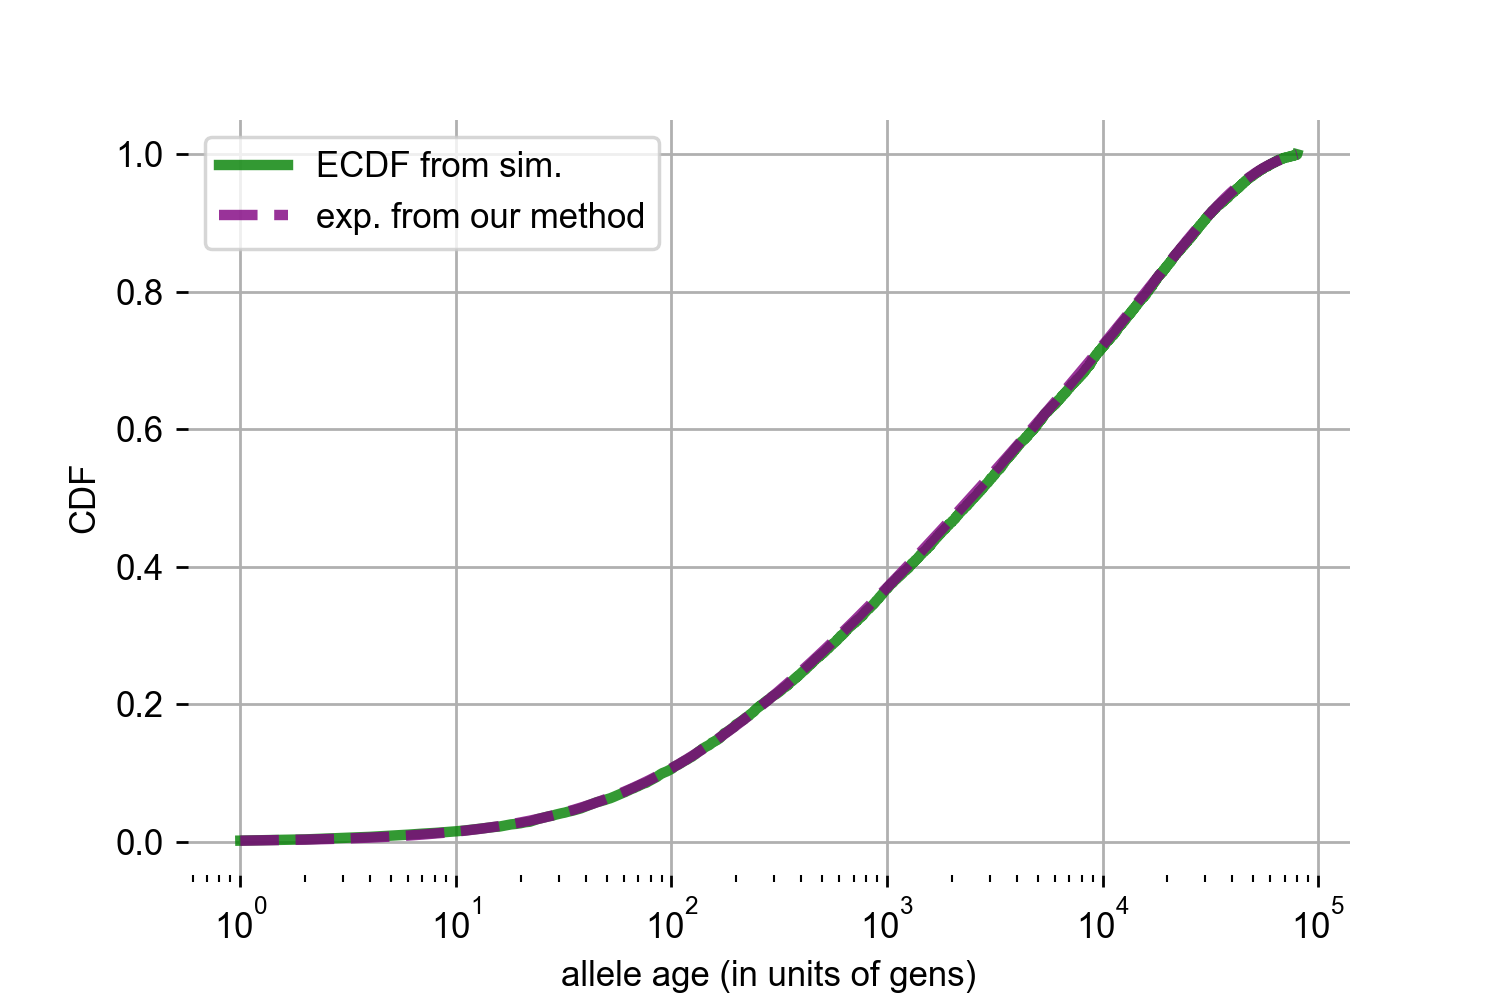 ECDF from sim.
exp. from our method
1.0
0.8
0.6
0.4
0.2
0.0
CDF
10^0 10^1 10^2 10^3 10^4 10^5
allele age (in units of gens)